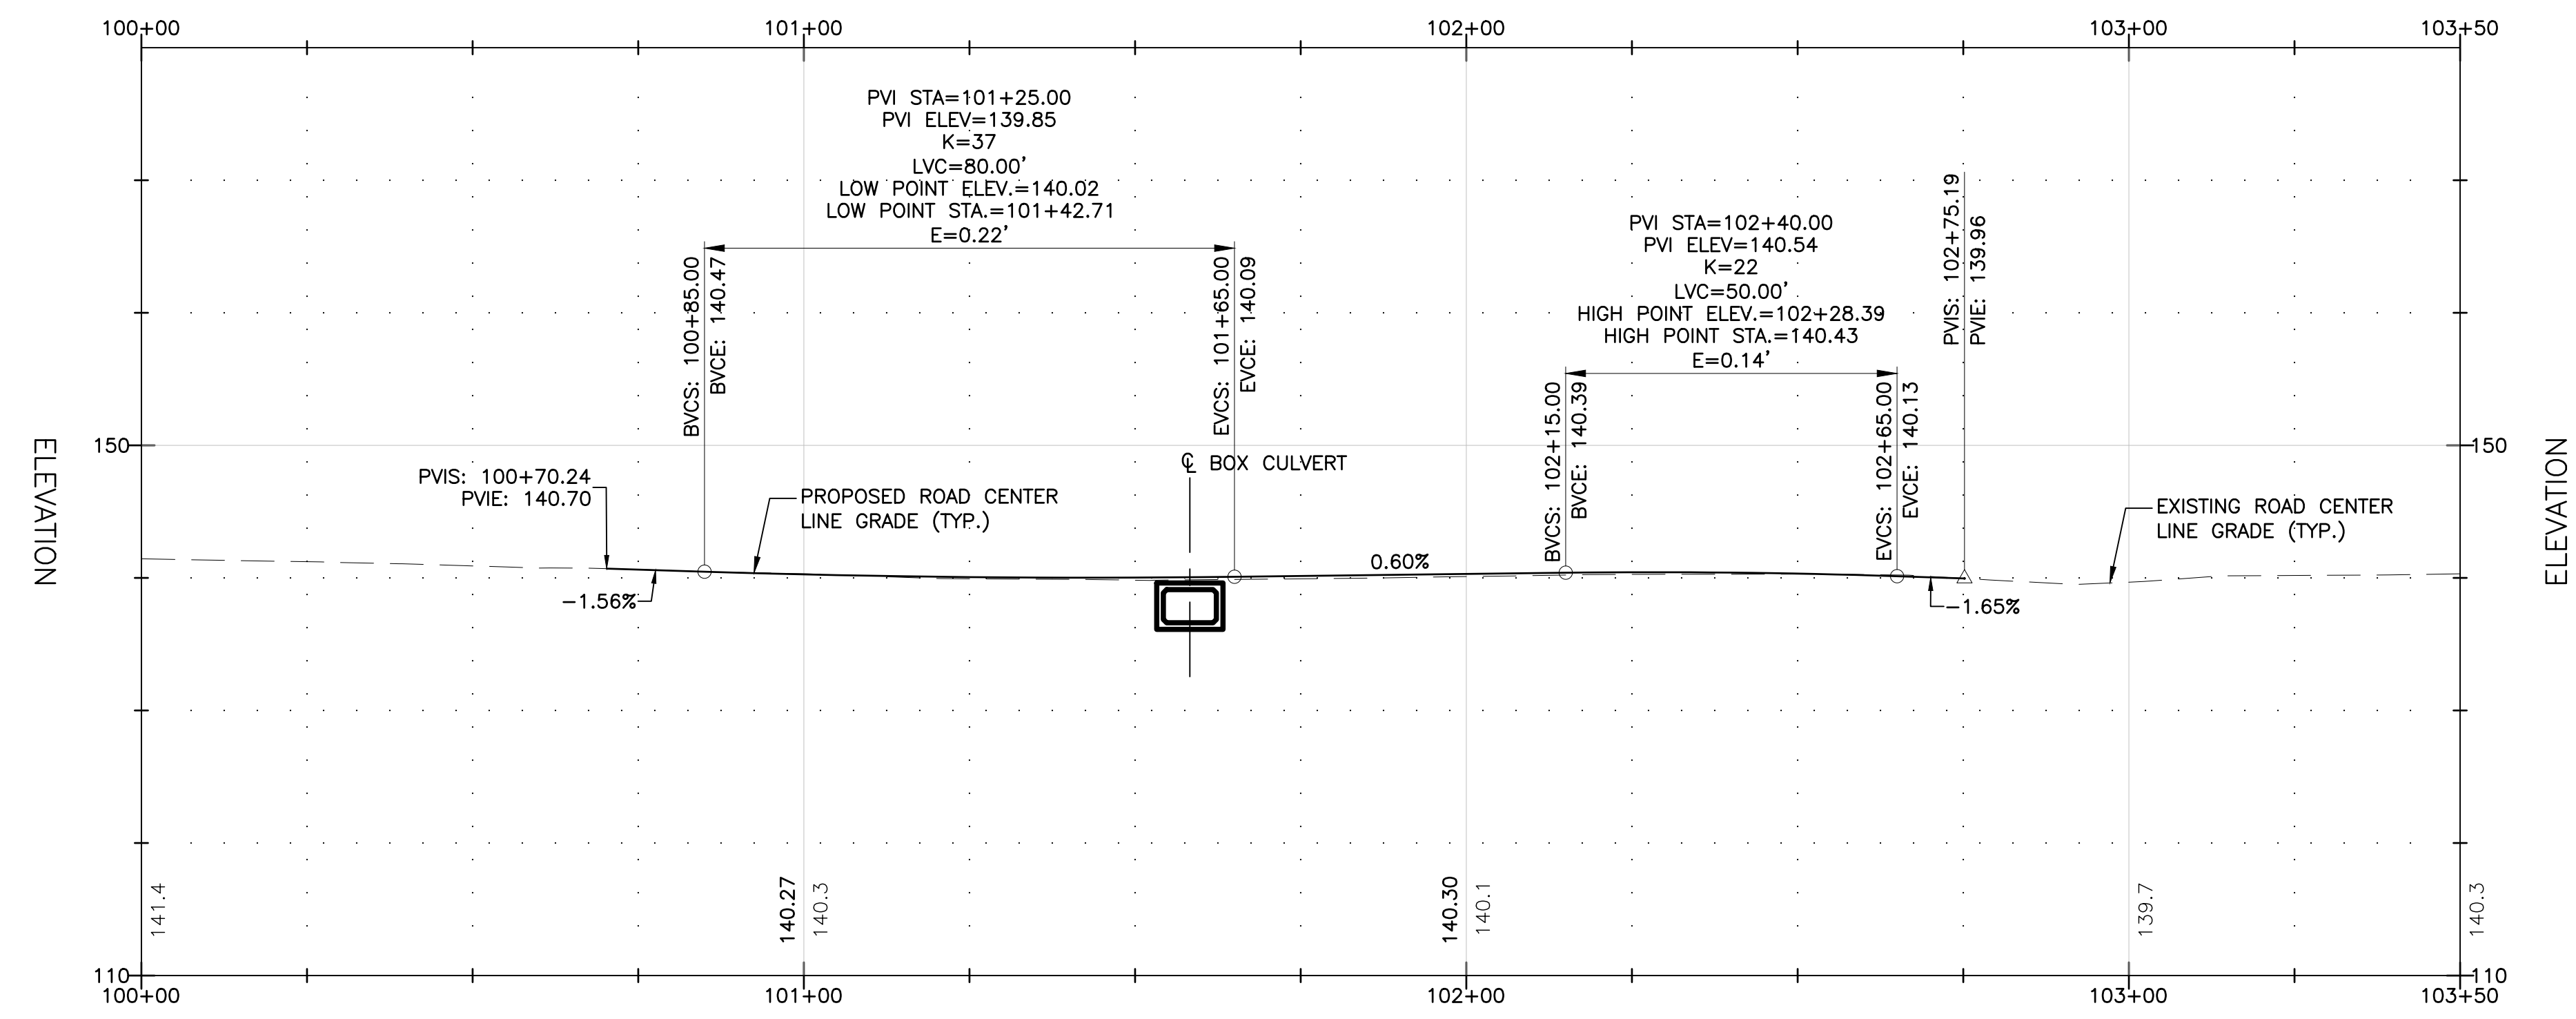 100+00
101+00
102+00
103+00
103+50
PVI STA=101+25.00
PVI ELEV=139.85
K=37
LVC=80.00'
LOW POINT ELEV.=140.02
LOW POINT STA.=101+42.71
E=0.22'
BVCS: 100+85.00
BVCE: 140.47
EVCS: 101+65.00
EVCE: 140.09
PVI STA=102+40.00
PVI ELEV=140.54
K=22
LVC=50.00'
HIGH POINT ELEV.=102+28.39
HIGH POINT STA.=140.43
E=0.14'
BVCS: 102+15.00
BVCE: 140.39
EVCS: 102+65.00
EVCE: 140.13
PVIS: 102+75.19
PVIE: 139.96
ELEVATION
150
150
ELEVATION
PVIS: 100+70.24
PVIE: 140.70
PROPOSED ROAD CENTER
LINE GRADE (TYP.)
℄ BOX CULVERT
EXISTING ROAD CENTER
LINE GRADE (TYP.)
-1.56%
0.60%
-1.65%
141.4
140.27
140.3
140.30
140.1
139.7
140.3
110
110
100+00
101+00
102+00
103+00
103+50